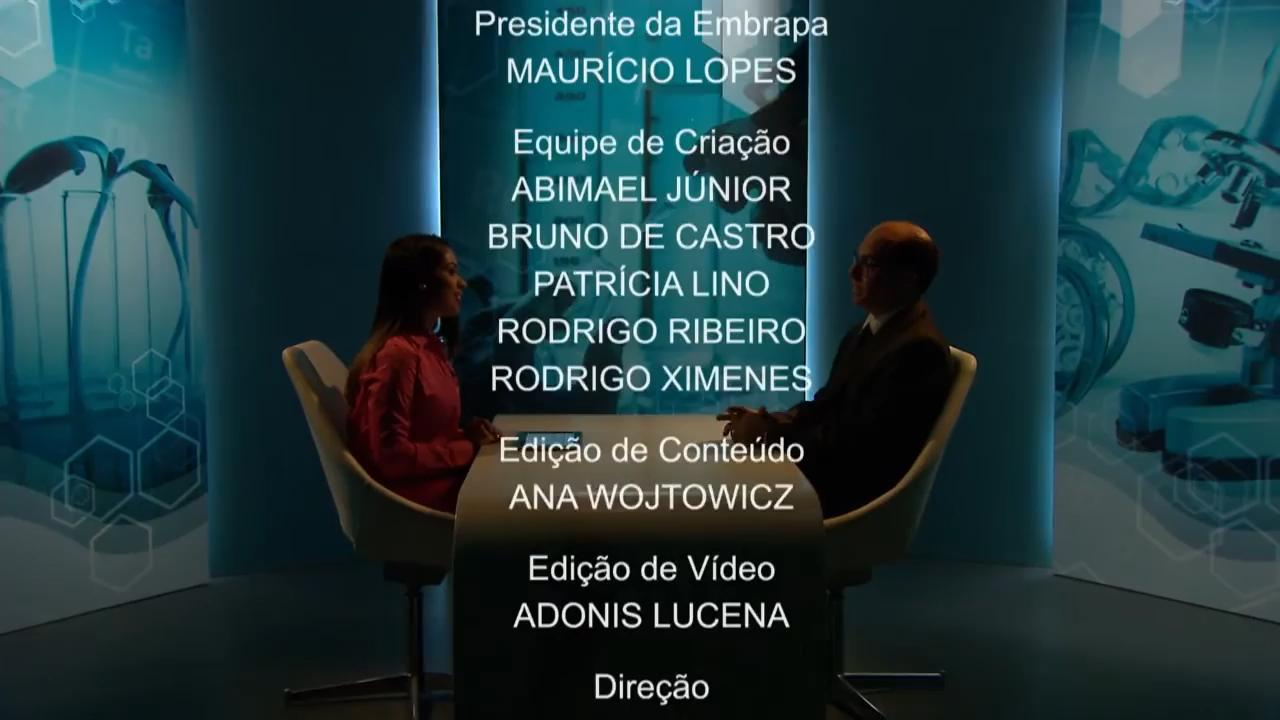 Presidente da Embrapa
MAURÍCIO LOPES
Equipe de Criação
ABIMAEL JÚNIOR
BRUNO DE CASTRO
PATRÍCIA LINO
RODRIGO RIBEIRO
RODRIGO XIMENES
Edição de Conteúdo
ANA WOJTOWICZ
Edição de Vídeo
ADONIS LUCENA
Direção